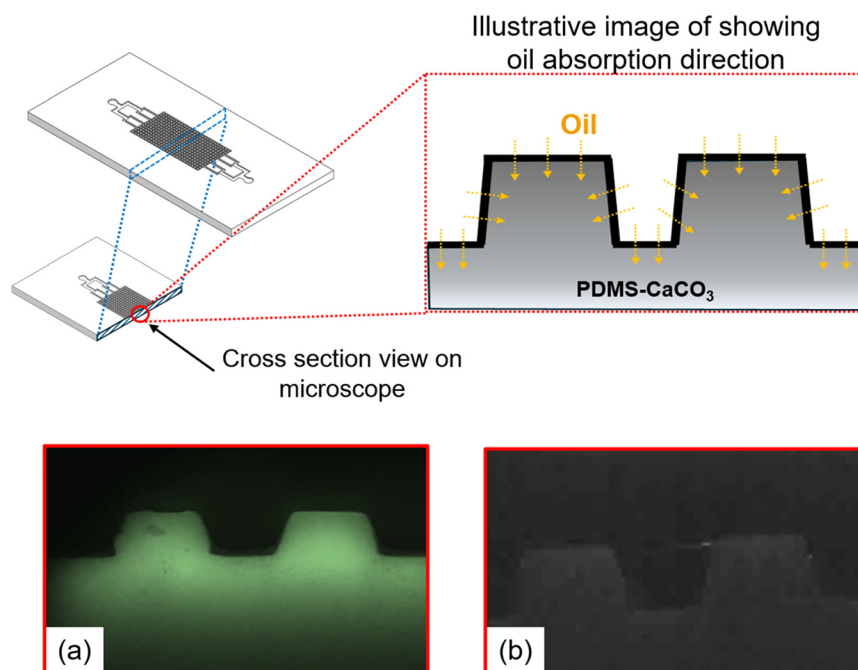 Illustrative image of showing
oil absorption direction
Oil
PDMS-CaCO₃
Cross section view on
microscope
(a)
(b)